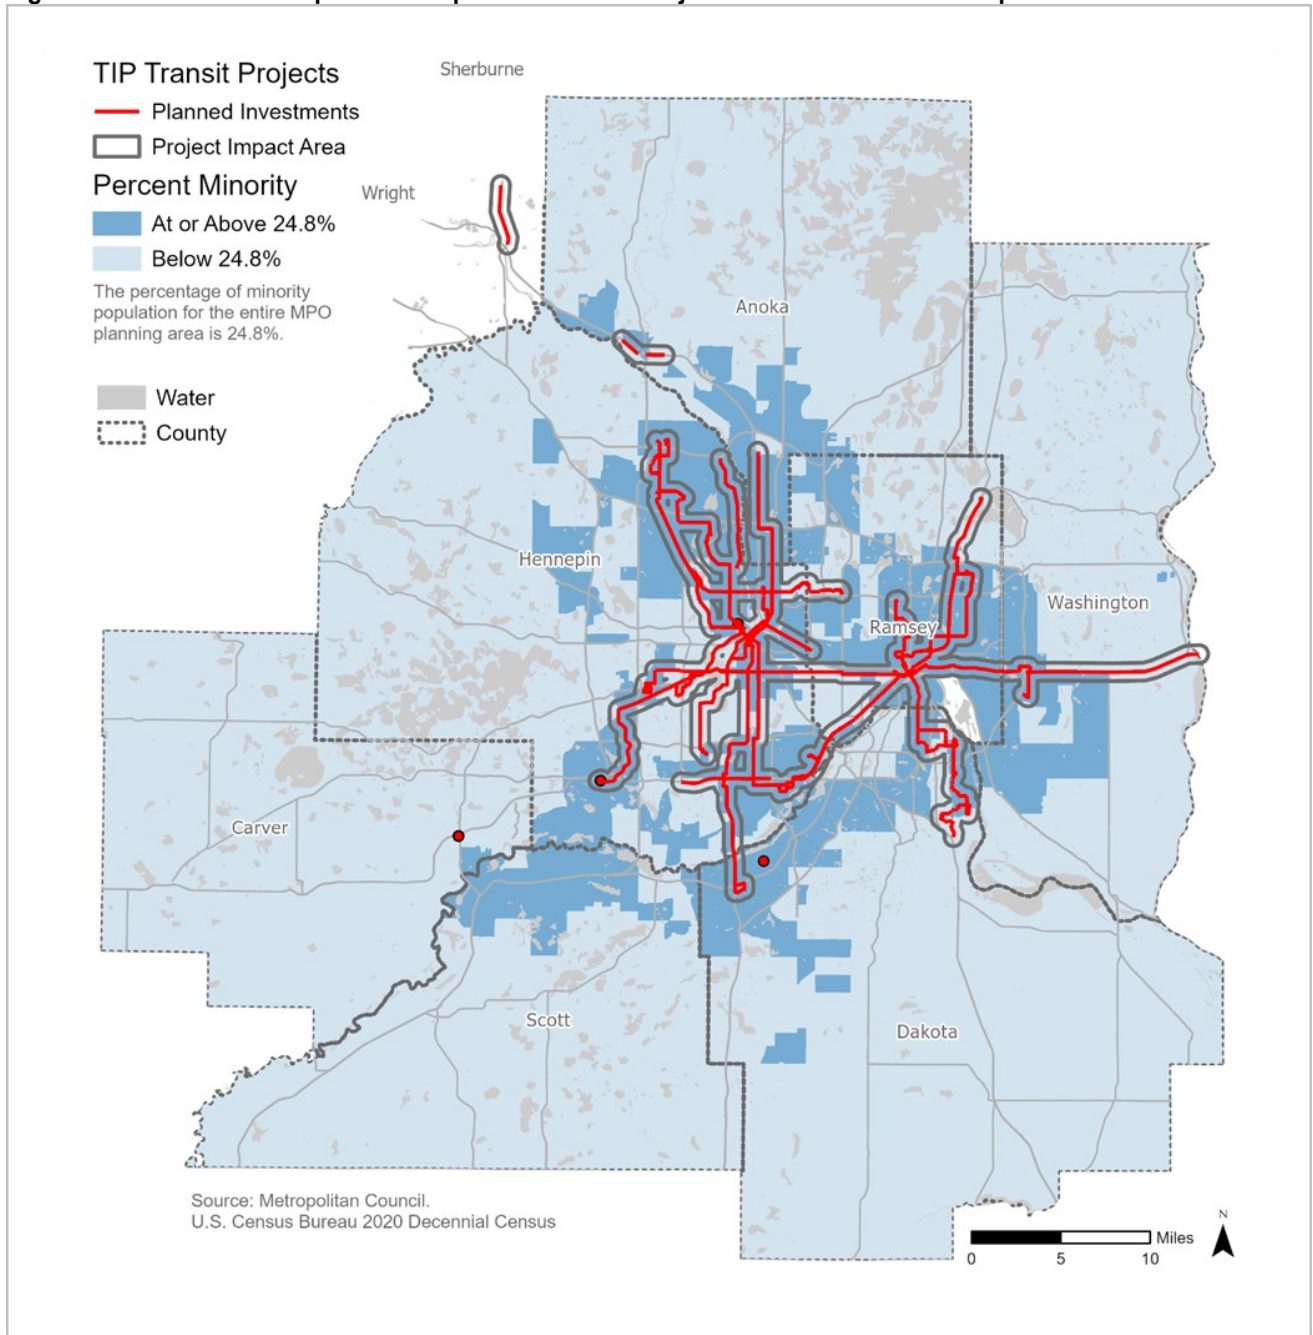 TIP Transit Projects
Planned Investments
Project Impact Area
Percent Minority
At or Above 24.8%
Below 24.8%
The percentage of minority
population for the entire MPO
planning area is 24.8%.
Water
County
Sherburne
Wright
Anoka
Hennepin
Ramsey
Washington
Carver
Scott
Dakota
Source: Metropolitan Council.
U.S. Census Bureau 2020 Decennial Census
N
Miles
0 5 10